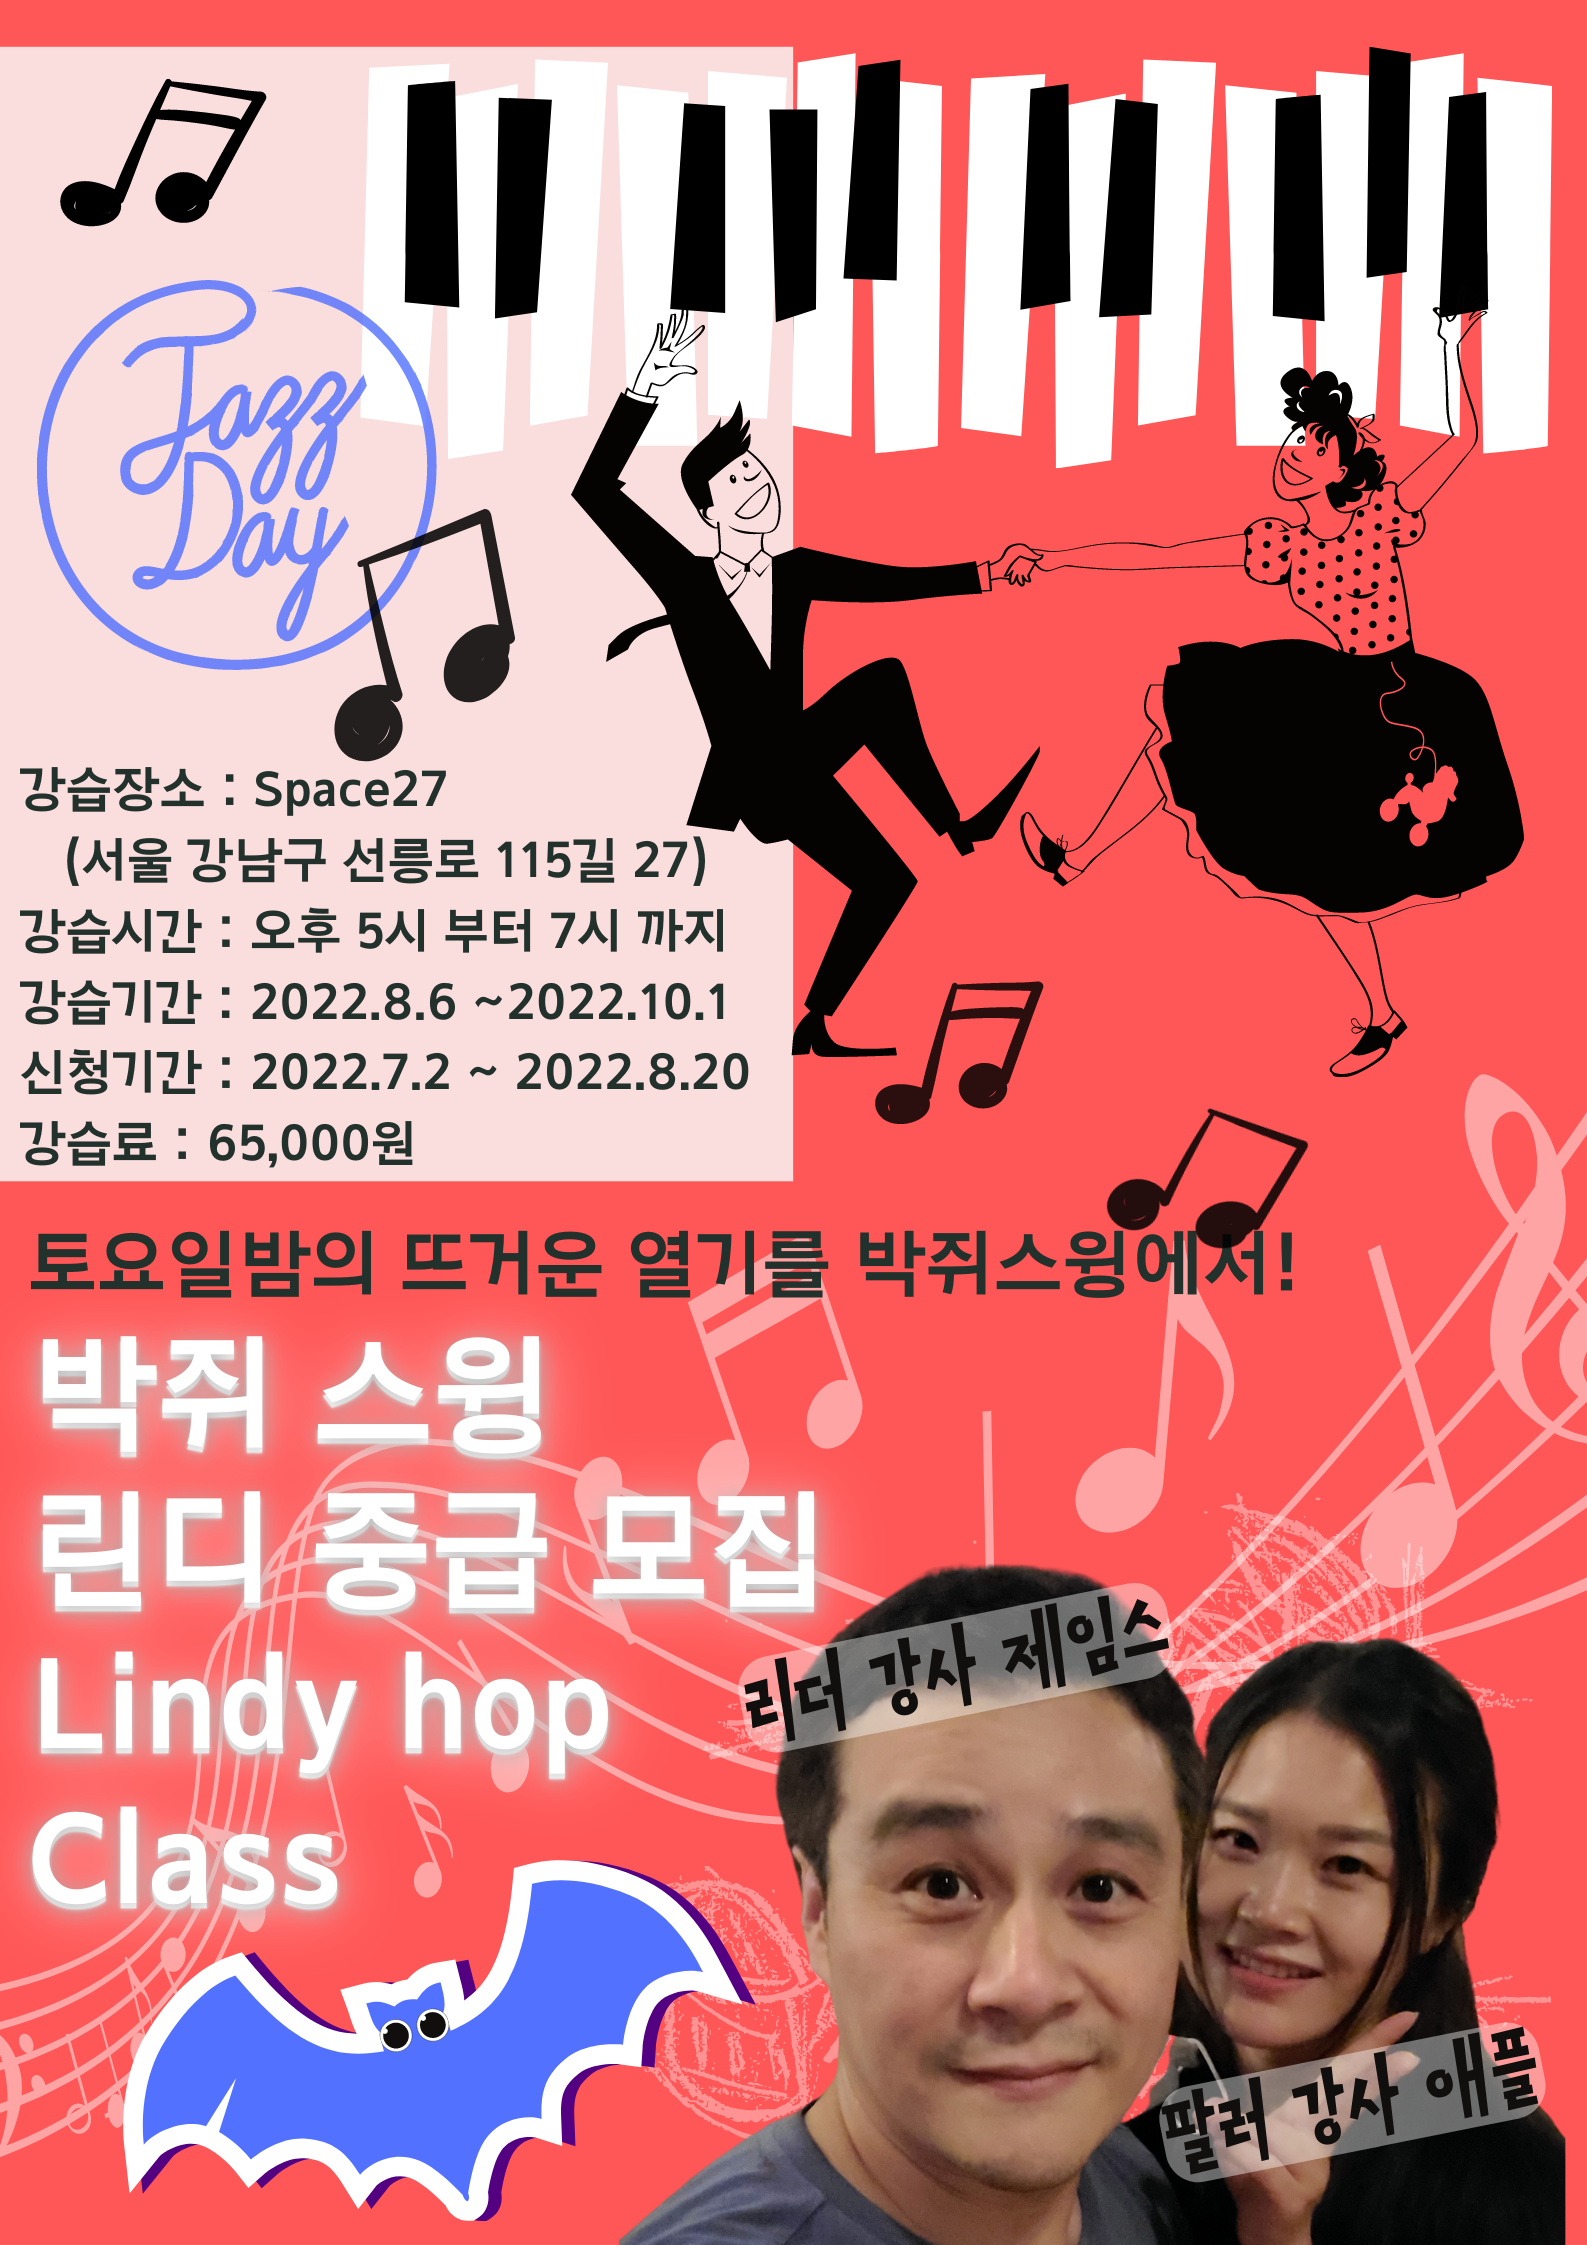 Jazz
Day
강습장소 : Space27
(서울 강남구 선릉로 115길 27)
강습시간 : 오후 5시 부터 7시 까지
강습기간 : 2022.8.6 ~2022.10.1
신청기간 : 2022.7.2 ~ 2022.8.20
강습료 : 65,000원
토요일밤의 뜨거운 열기를 박쥐스윙에서!
박쥐 스윙
린디 중급 모집
Lindy hop
Class
리더 강사 제임스
팔러 강사 애플